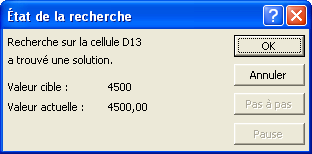 État de la recherche
Recherche sur la cellule D13
a trouvé une solution.
Valeur cible : 4500
Valeur actuelle : 4500,00
OK
Annuler
Pas à pas
Pause